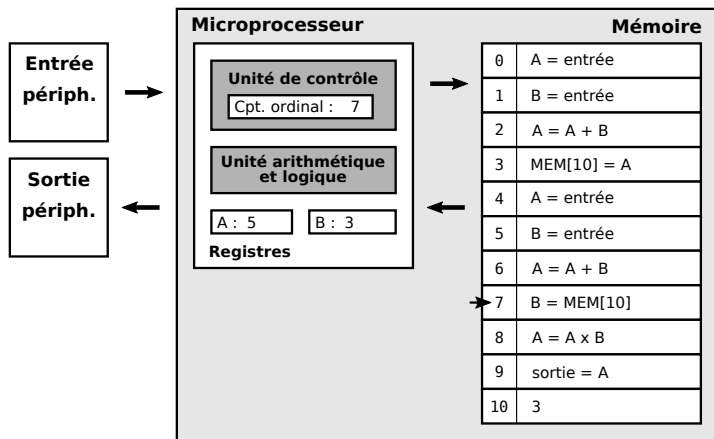 Microprocesseur
Mémoire
Entrée
périph.
Sortie
périph.
Unité de contrôle
Cpt. ordinal : 7
Unité arithmétique
et logique
A : 5
B : 3
Registres
0 A = entrée
1 B = entrée
2 A = A + B
3 MEM[10] = A
4 A = entrée
5 B = entrée
6 A = A + B
7 B = MEM[10]
8 A = A x B
9 sortie = A
10 3